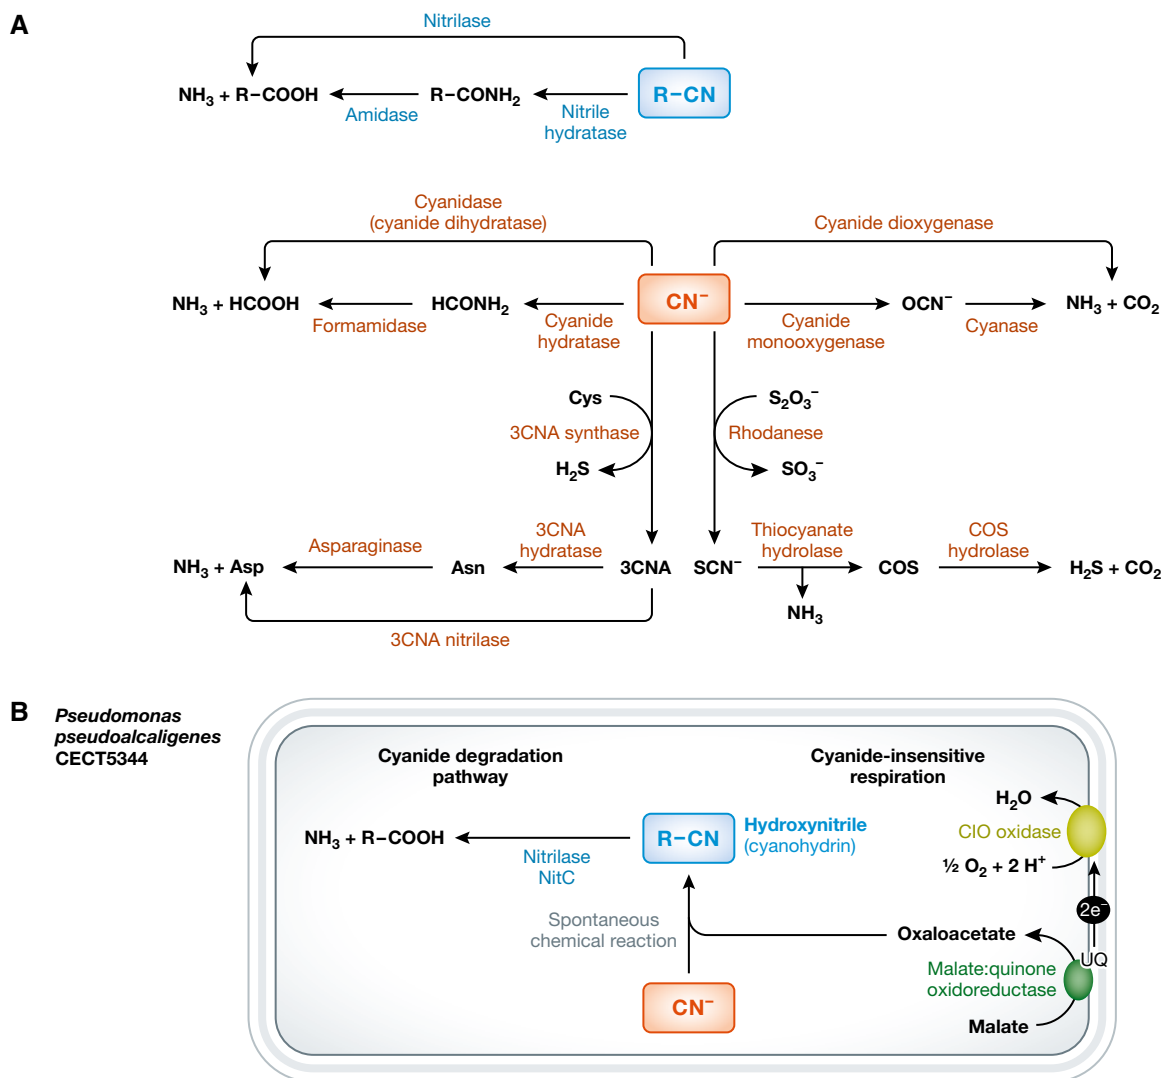 A
Nitrilase
NH₃ + R–COOH
R–CONH₂
R–CN
Amidase
Nitrile
hydratase
Cyanidase
(cyanide dihydratase)
Cyanide dioxygenase
NH₃ + HCOOH
HCONH₂
CN⁻
OCN⁻
NH₃ + CO₂
Formamidase
Cyanide
hydratase
Cyanide
monooxygenase
Cyanase
Cys
S₂O₃⁻
3CNA synthase
Rhodanese
H₂S
SO₃⁻
NH₃ + Asp
Asparaginase
Asn
3CNA
hydratase
3CNA
SCN⁻
Thiocyanate
hydrolase
COS
COS
hydrolase
H₂S + CO₂
NH₃
3CNA nitrilase
B
Pseudomonas
pseudoalcaligenes
CECT5344
Cyanide degradation
pathway
Cyanide-insensitive
respiration
H₂O
NH₃ + R–COOH
R–CN
Hydroxynitrile
(cyanohydrin)
CIO oxidase
Nitrilase
NitC
½ O₂ + 2 H⁺
2e⁻
Spontaneous
chemical reaction
Oxaloacetate
UQ
Malate:quinone
oxidoreductase
CN⁻
Malate